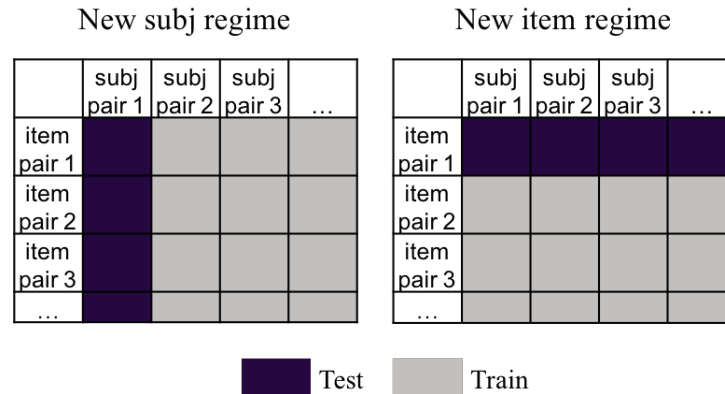 New subj regime
subj pair 1
subj pair 2
subj pair 3
...
item pair 1
item pair 2
item pair 3
...
New item regime
subj pair 1
subj pair 2
subj pair 3
...
item pair 1
item pair 2
item pair 3
...
Test
Train